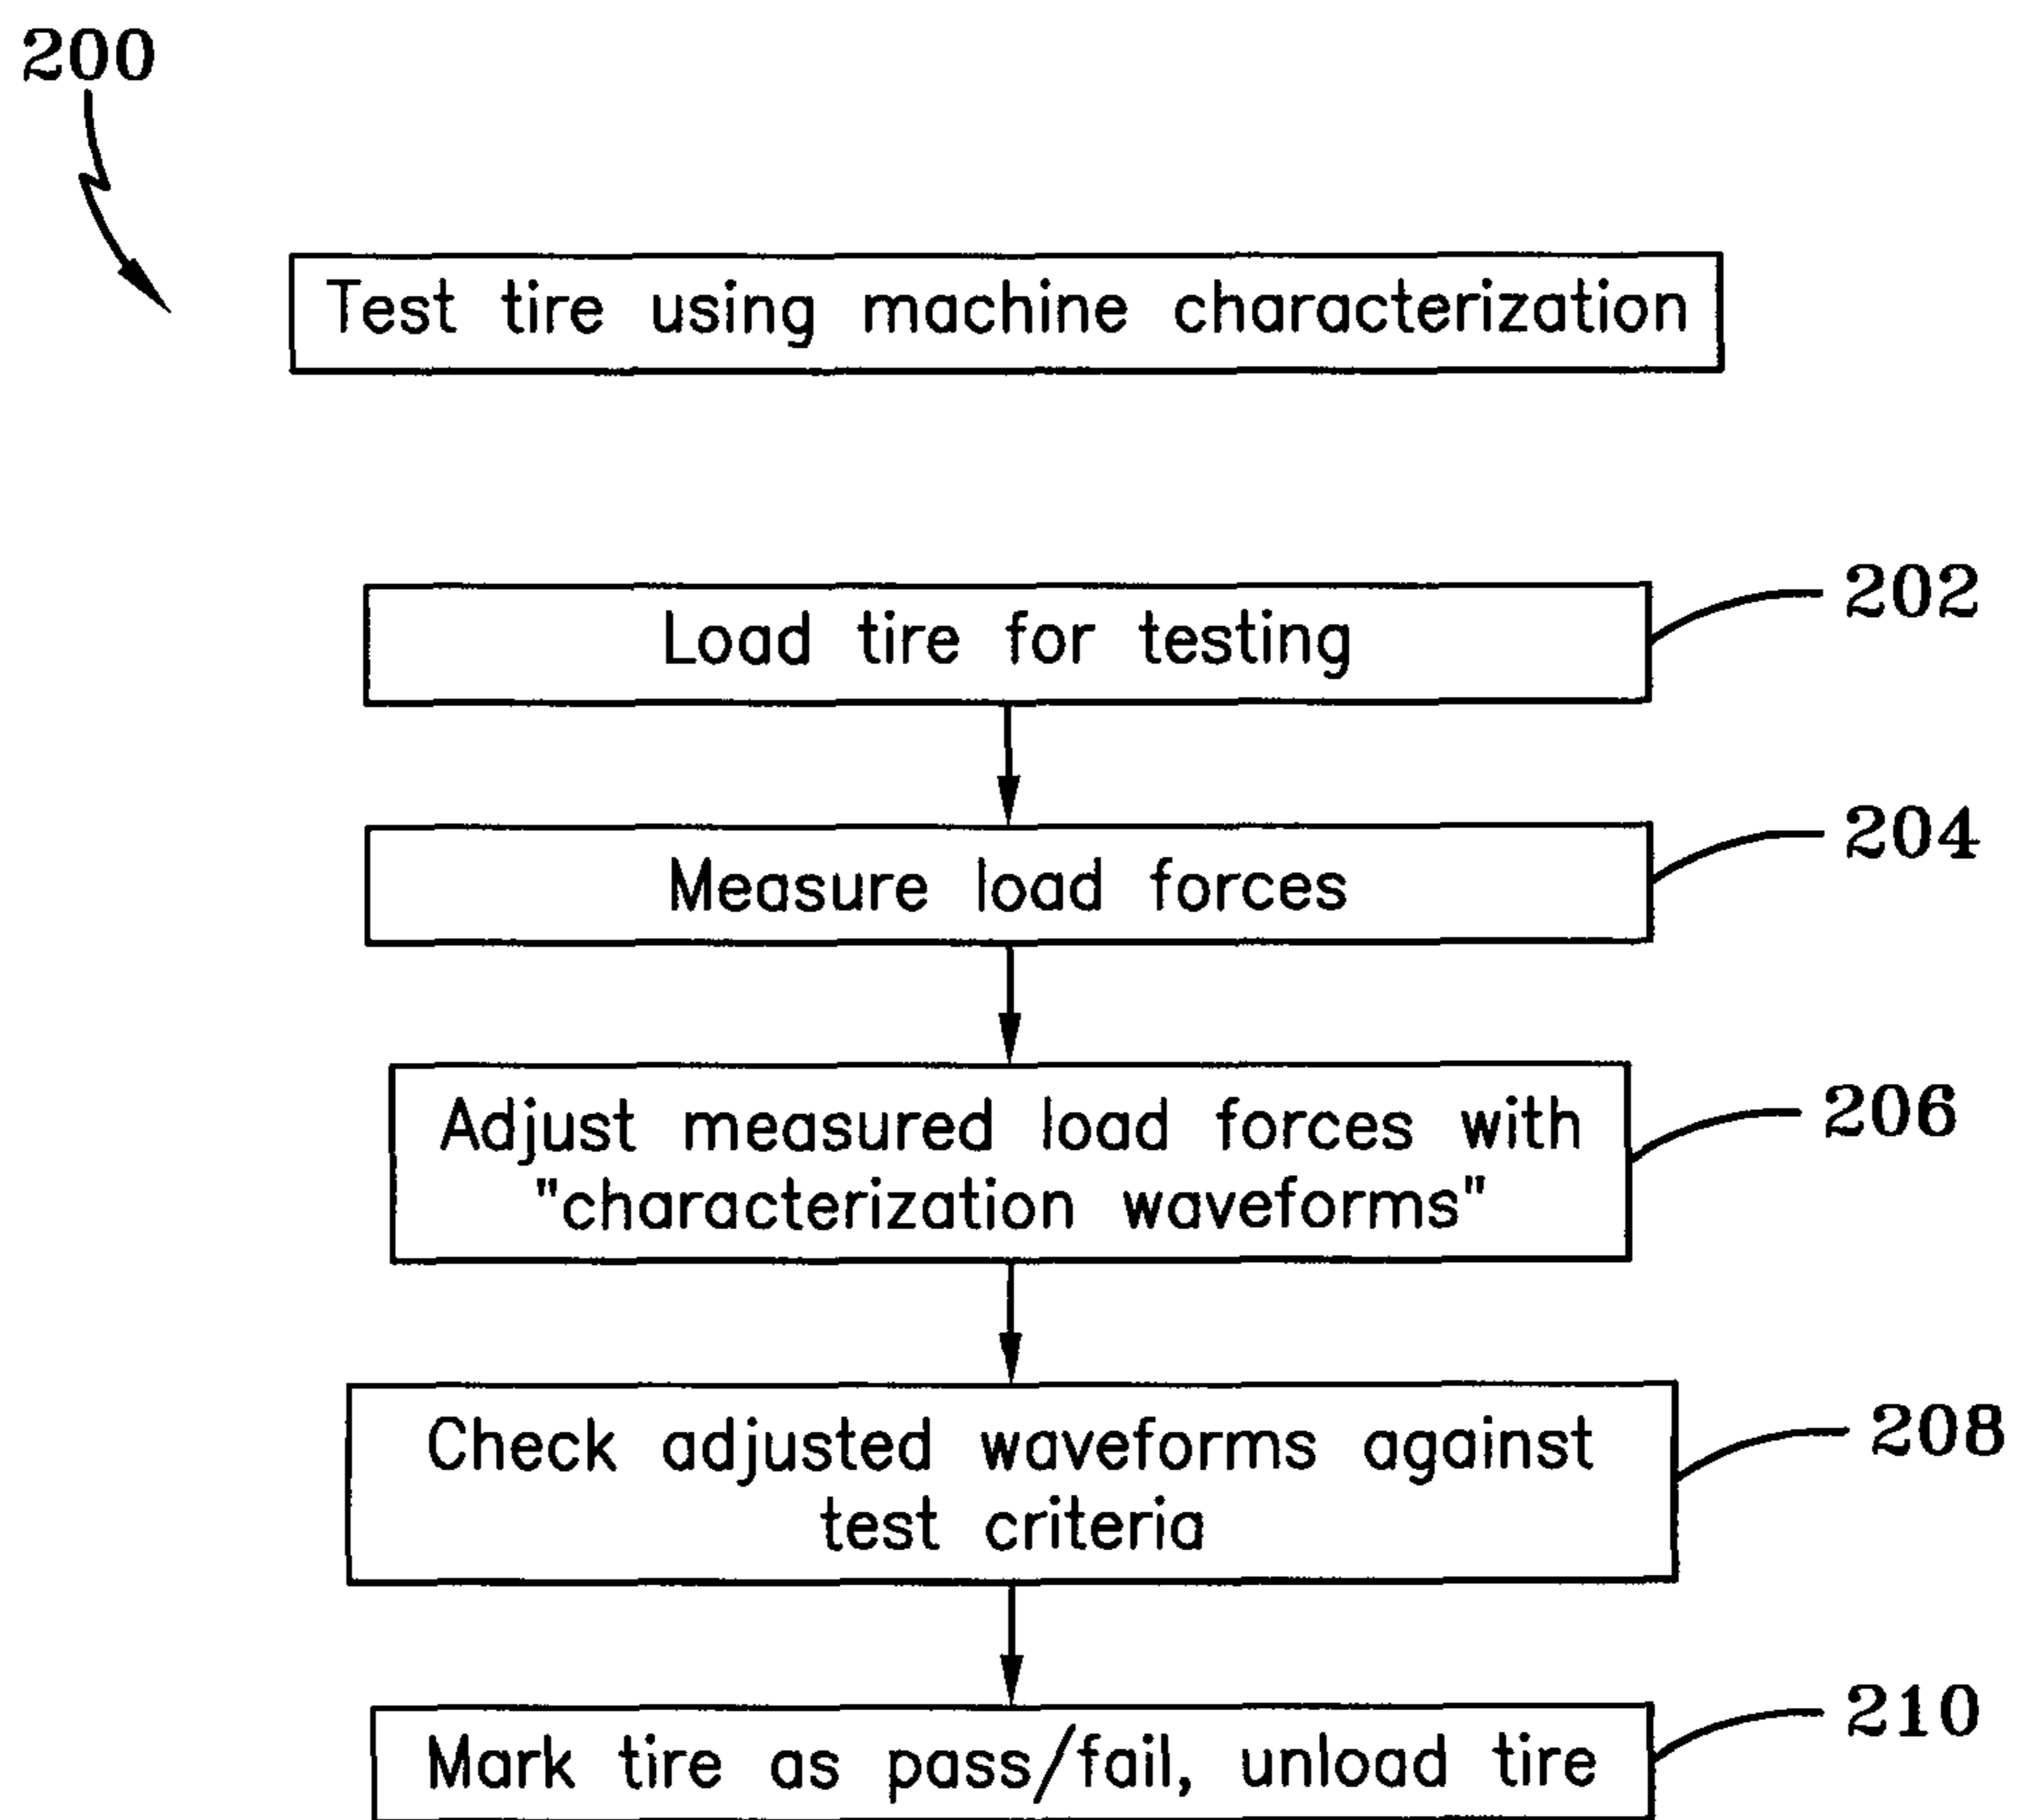 200
Test tire using machine characterization
Load tire for testing
202
Measure load forces
204
Adjust measured load forces with
"characterization waveforms"
206
Check adjusted waveforms against
test criteria
208
Mark tire as pass/fail, unload tire
210